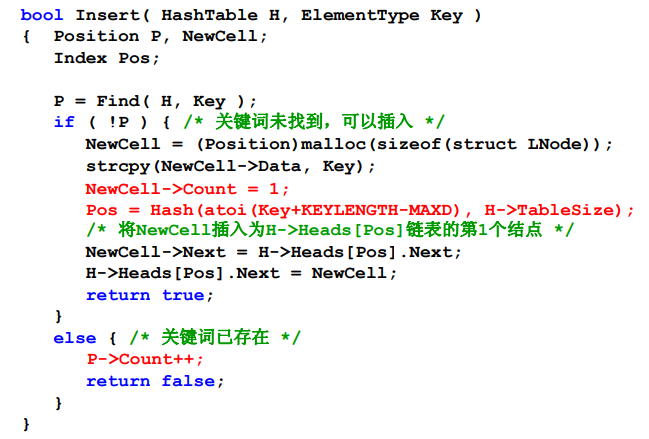 bool Insert( HashTable H, ElementType Key )
{ Position P, NewCell;
Index Pos;
P = Find( H, Key );
if ( !P ) { /* 关键词未找到，可以插入 */
NewCell = (Position)malloc(sizeof(struct LNode));
strcpy(NewCell->Data, Key);
NewCell->Count = 1;
Pos = Hash(atoi(Key+KEYLENGTH-MAXD), H->TableSize);
/* 将NewCell插入为H->Heads[Pos]链表的第1个结点 */
NewCell->Next = H->Heads[Pos].Next;
H->Heads[Pos].Next = NewCell;
return true;
}
else { /* 关键词已存在 */
P->Count++;
return false;
}
}